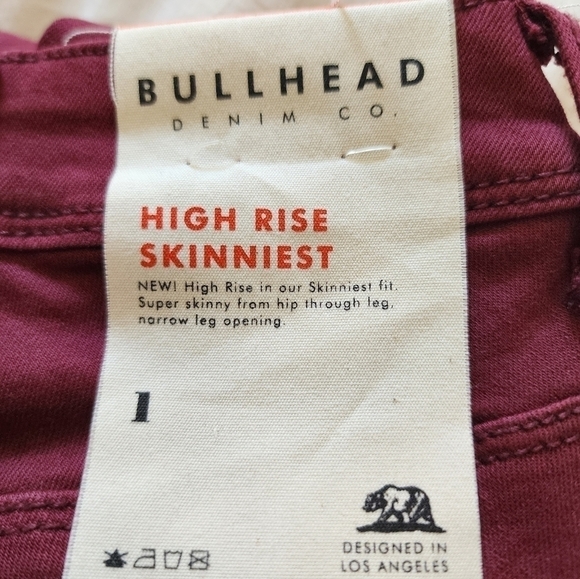 BULLHEAD
DENIM CO.
HIGH RISE
SKINNIEST
NEW! High Rise in our Skinniest fit.
Super skinny from hip through leg,
narrow leg opening.
1
DESIGNED IN
LOS ANGELES